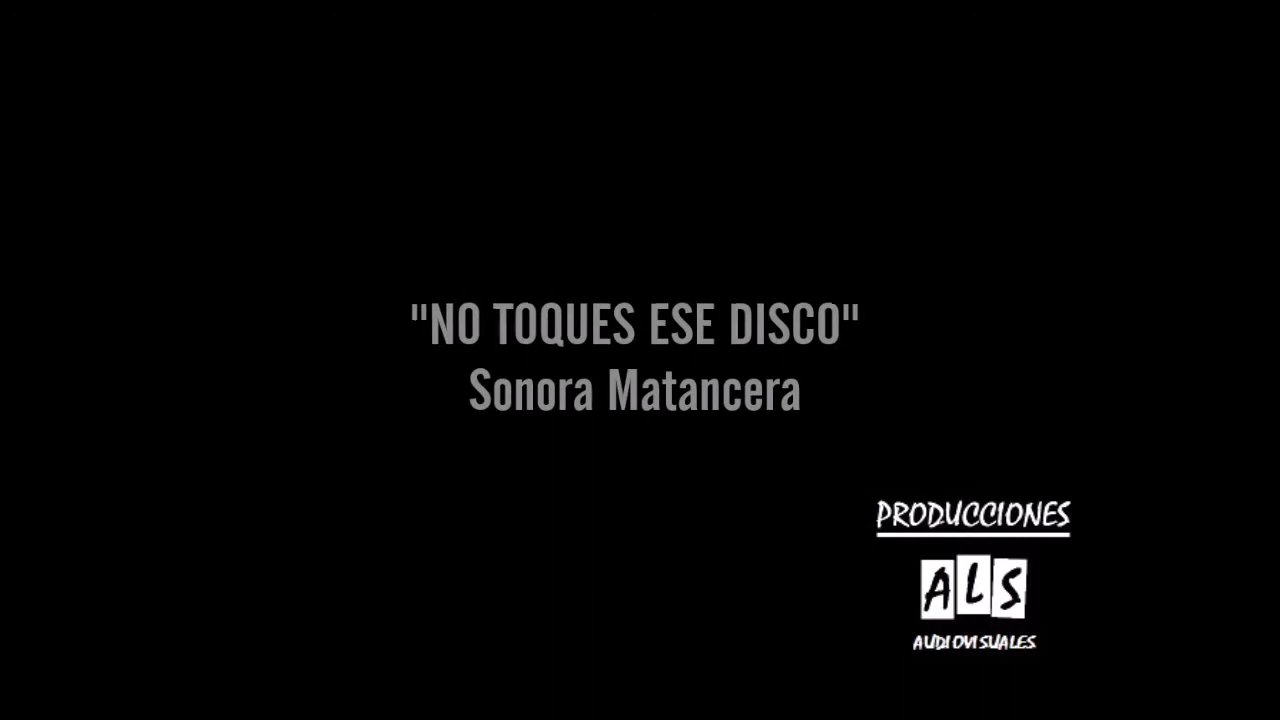 "NO TOQUES ESE DISCO"
Sonora Matancera
PRODUCCIONES
ALS
AUDIOVISUALES